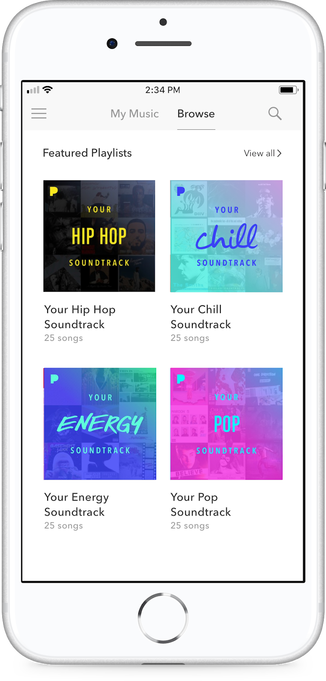 2:34 PM
My Music Browse
Featured Playlists View all
YOUR
HIP HOP
SOUNDTRACK
YOUR
chill
SOUNDTRACK
Your Hip Hop
Soundtrack
25 songs
Your Chill
Soundtrack
25 songs
YOUR
ENERGY
SOUNDTRACK
YOUR
POP
SOUNDTRACK
Your Energy
Soundtrack
25 songs
Your Pop
Soundtrack
25 songs